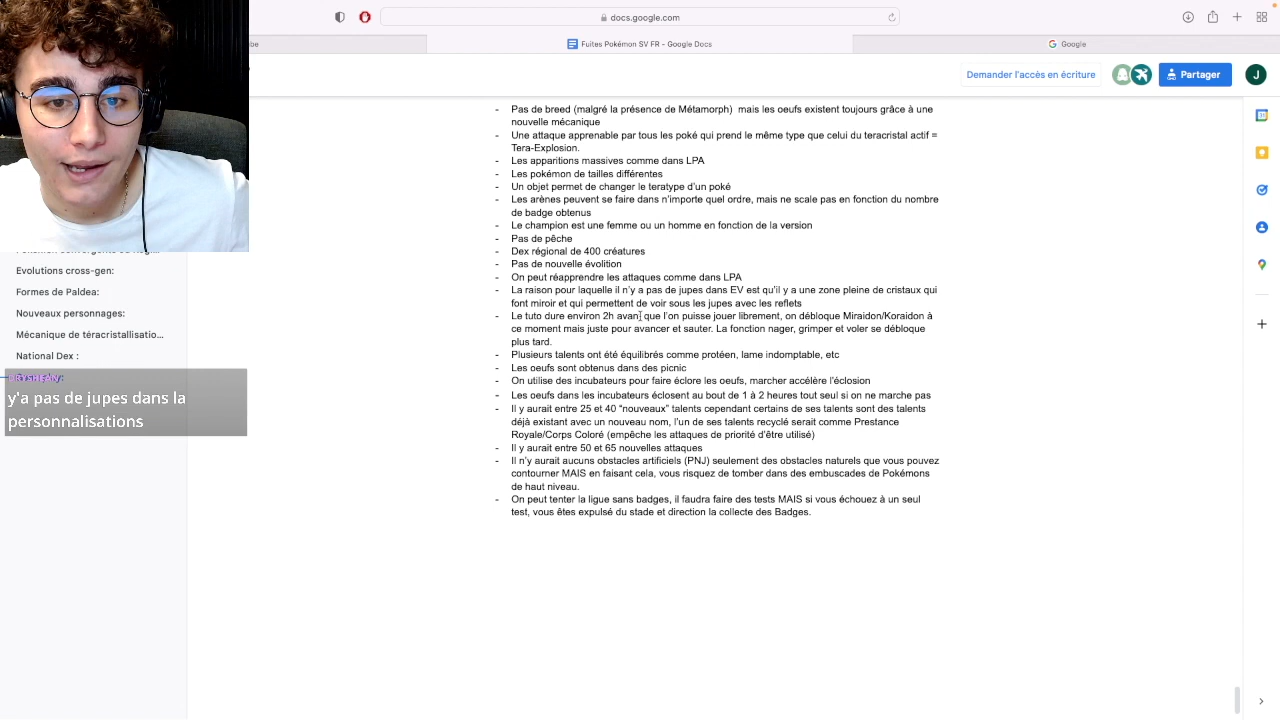 docs.google.com
be
Fuites Pokémon SV FR - Google Docs
Google
Demander l'accès en écriture
Partager
J
- Pas de breed (malgré la présence de Métamorph) mais les oeufs existent toujours grâce à une
nouvelle mécanique
- Une attaque apprenable par tous les poké qui prend le même type que celui du teracristal actif =
Tera-Explosion.
- Les apparitions massives comme dans LPA
- Les pokémon de tailles différentes
- Un objet permet de changer le teratype d'un poké
- Les arènes peuvent se faire dans n'importe quel ordre, mais ne scale pas en fonction du nombre
de badge obtenus
- Le champion est une femme ou un homme en fonction de la version
- Pas de pêche
- Dex régional de 400 créatures
- Pas de nouvelle évolition
- On peut réapprendre les attaques comme dans LPA
- La raison pour laquelle il n'y a pas de jupes dans EV est qu'il y a une zone pleine de cristaux qui
font miroir et qui permettent de voir sous les jupes avec les reflets
- Le tuto dure environ 2h avant que l'on puisse jouer librement, on débloque Miraidon/Koraidon à
ce moment mais juste pour avancer et sauter. La fonction nager, grimper et voler se débloque
plus tard.
- Plusieurs talents ont été équilibrés comme protéen, lame indomptable, etc
- Les oeufs sont obtenus dans des picnic
- On utilise des incubateurs pour faire éclore les oeufs, marcher accélère l'éclosion
- Les oeufs dans les incubateurs éclosent au bout de 1 à 2 heures tout seul si on ne marche pas
- Il y aurait entre 25 et 40 “nouveaux” talents cependant certains de ses talents sont des talents
déjà existant avec un nouveau nom, l'un de ses talents recyclé serait comme Prestance
Royale/Corps Coloré (empêche les attaques de priorité d'être utilisé)
- Il y aurait entre 50 et 65 nouvelles attaques
- Il n'y aurait aucuns obstacles artificiels (PNJ) seulement des obstacles naturels que vous pouvez
contourner MAIS en faisant cela, vous risquez de tomber dans des embuscades de Pokémons
de haut niveau.
- On peut tenter la ligue sans badges, il faudra faire des tests MAIS si vous échouez à un seul
test, vous êtes expulsé du stade et direction la collecte des Badges.
Evolutions cross-gen:
Formes de Paldea:
Nouveaux personnages:
Mécanique de téracristalisatio...
National Dex :
y'a pas de jupes dans la
personnalisations